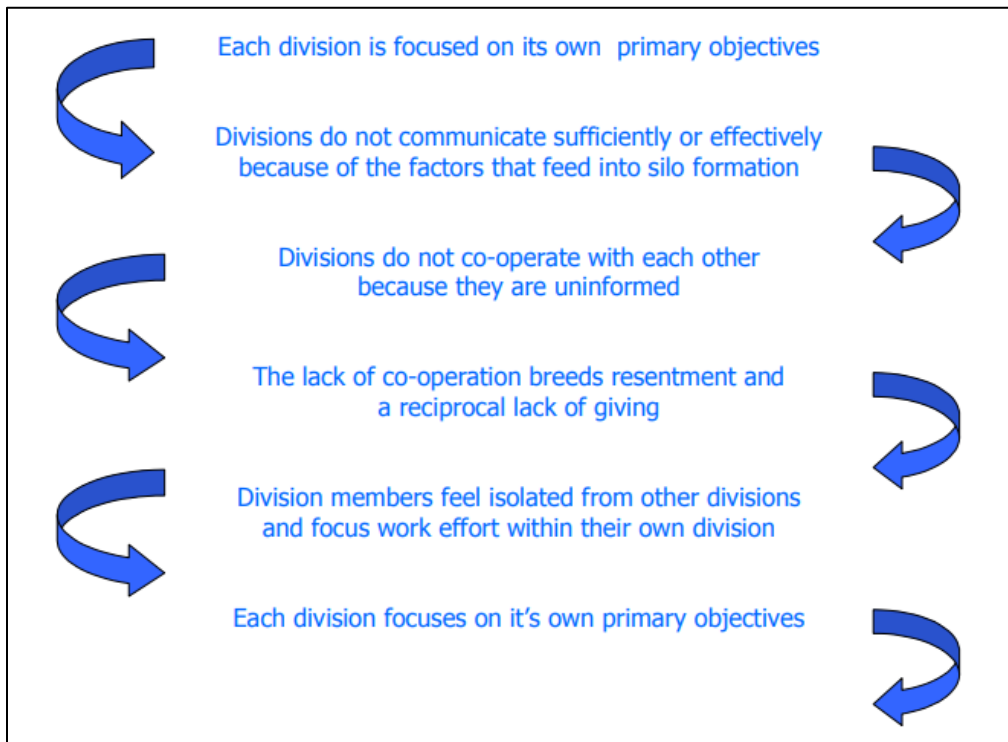 Each division is focused on its own primary objectives
Divisions do not communicate sufficiently or effectively
because of the factors that feed into silo formation
Divisions do not co-operate with each other
because they are uninformed
The lack of co-operation breeds resentment and
a reciprocal lack of giving
Division members feel isolated from other divisions
and focus work effort within their own division
Each division focuses on it’s own primary objectives